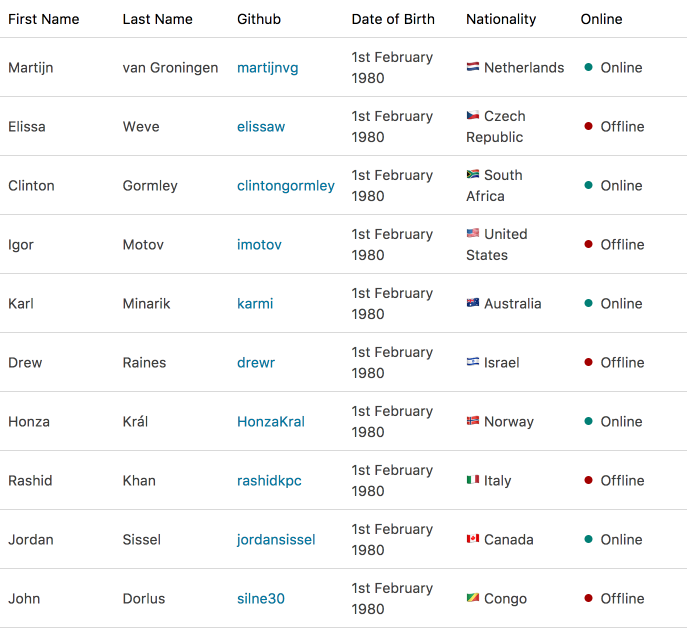 First Name Last Name Github Date of Birth Nationality Online
Martijn van Groningen martijnvg 1st February 1980 Netherlands Online
Elissa Weve elissaw 1st February 1980 Czech Republic Offline
Clinton Gormley clintongormley 1st February 1980 South Africa Online
Igor Motov imotov 1st February 1980 United States Offline
Karl Minarik karmi 1st February 1980 Australia Online
Drew Raines drewr 1st February 1980 Israel Offline
Honza Král HonzaKral 1st February 1980 Norway Online
Rashid Khan rashidkpc 1st February 1980 Italy Offline
Jordan Sissel jordansissel 1st February 1980 Canada Online
John Dorlus silne30 1st February 1980 Congo Offline